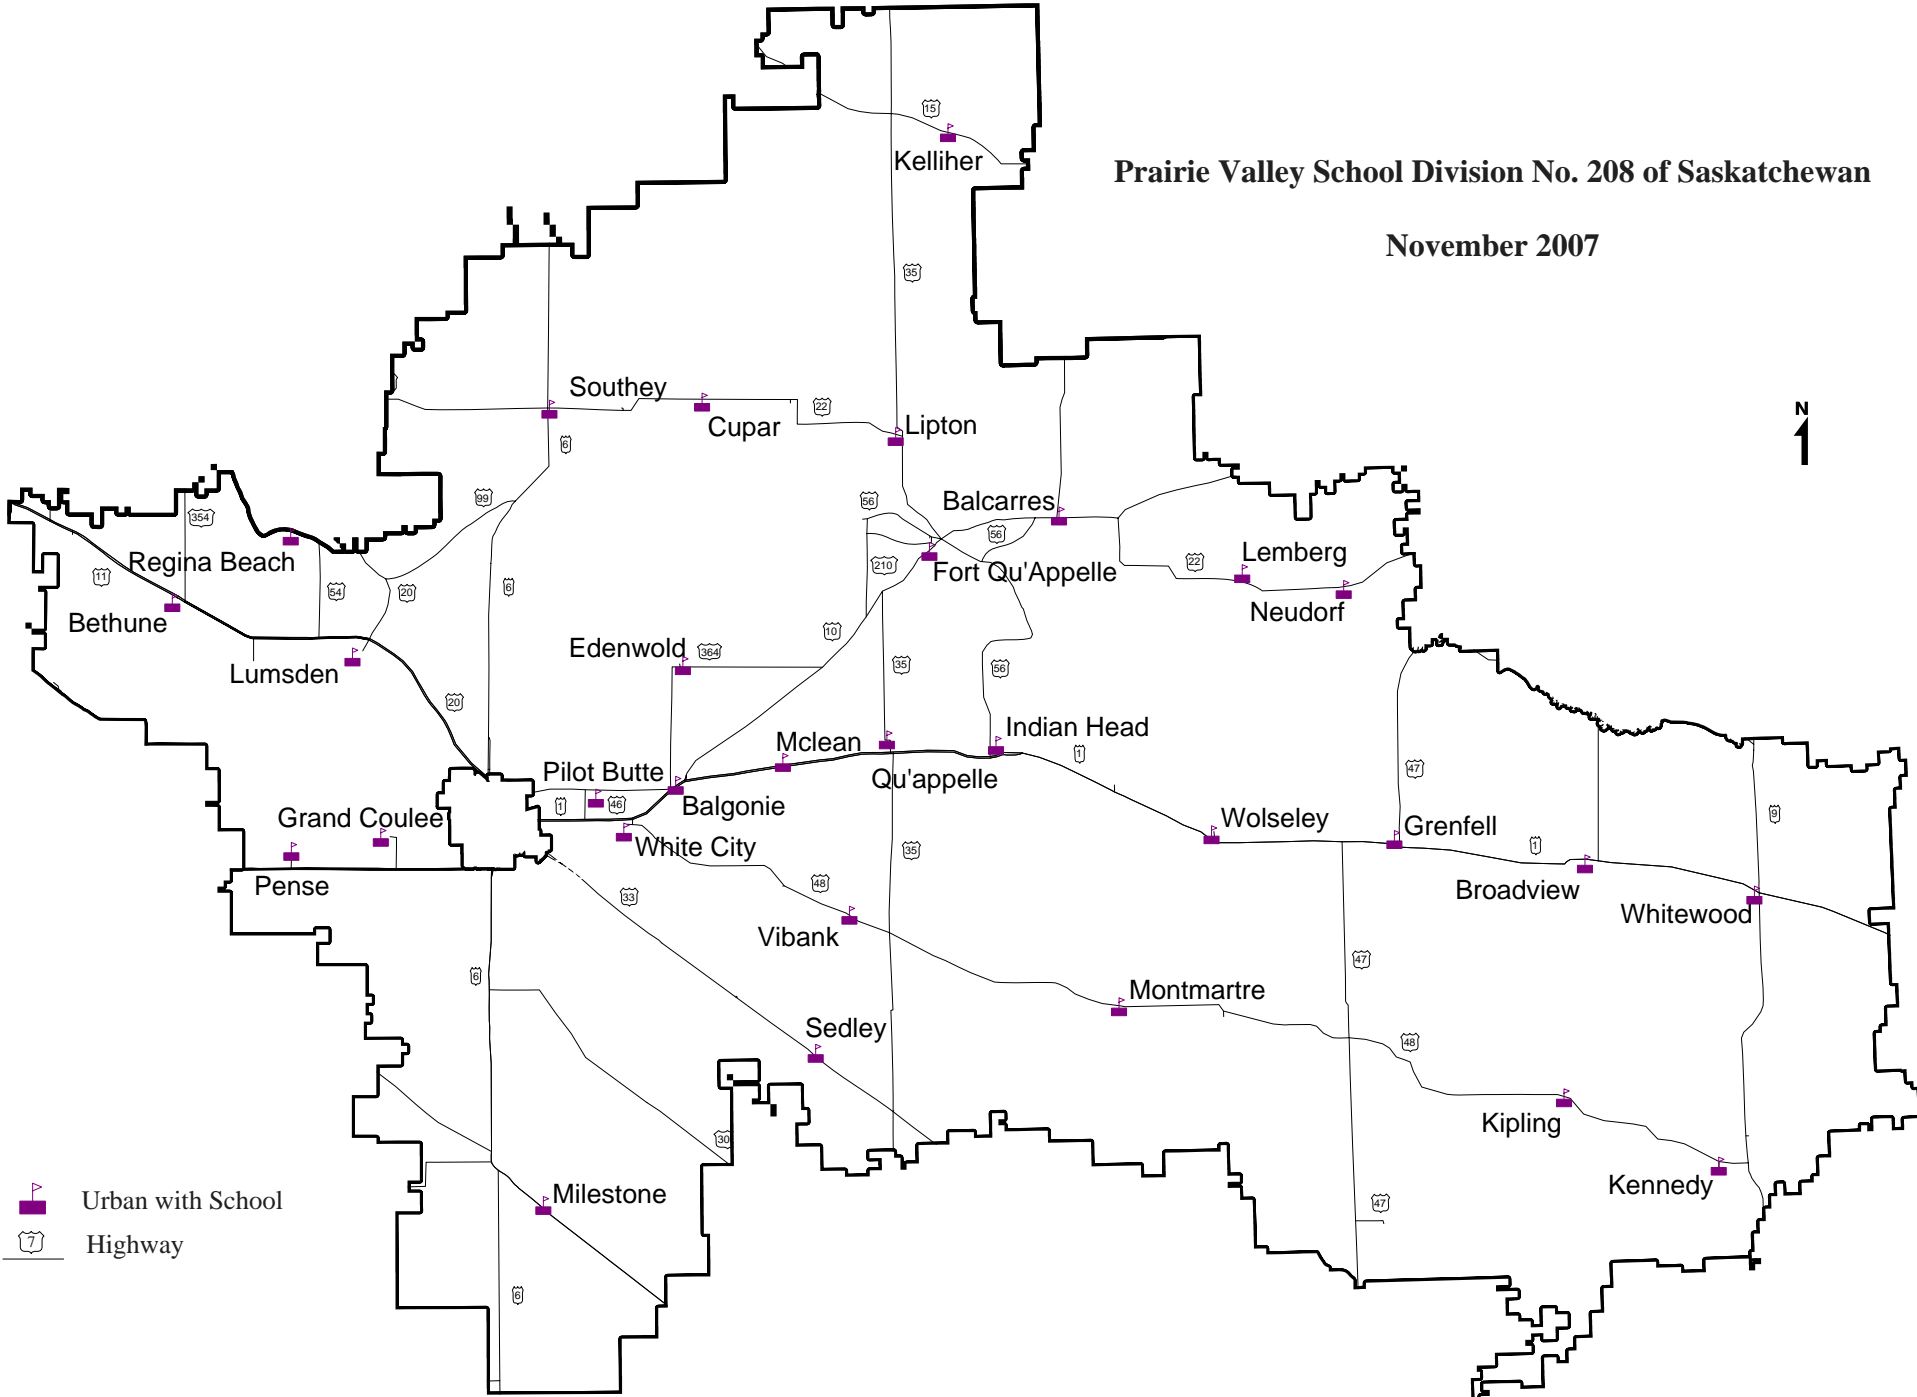 15
Kelliher
Prairie Valley School Division No. 208 of Saskatchewan
November 2007
35
Southey
Cupar
22
Lipton
N
6
99
56
Balcarres
354
56
Regina Beach
Lemberg
11
210
Fort Qu'Appelle
22
54
20
6
Bethune
Neudorf
10
Edenwold
364
35
56
Lumsden
20
Indian Head
Mclean
1
Pilot Butte
Qu'appelle
47
1
46
Balgonie
Grand Coulee
Wolseley
Grenfell
9
White City
35
1
Pense
48
Broadview
33
Whitewood
Vibank
47
6
Montmartre
Sedley
48
Kipling
30
Kennedy
Milestone
47
Urban with School
7
Highway
6